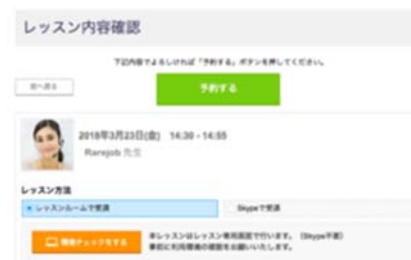 レッスン内容確認
下記内容でよろしければ「予約する」ボタンを押してください。
前へ戻る
予約する
2018年3月23日(金) 14:30 - 14:55
Rarejob 先生
レッスン方法
レッスンルームで受講
Skypeで受講
環境チェックをする
本レッスンはレッスン専用画面で行います。(Skype不要)
事前に利用環境の確認をお願いいたします。